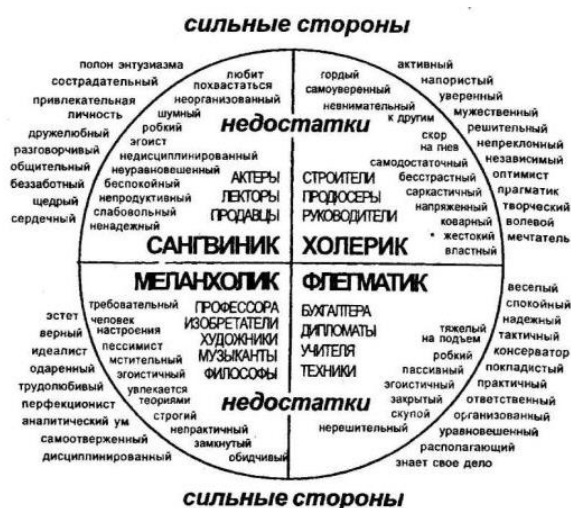 сильные стороны
полон энтузиазма
сострадательный
привлекательная
личность
дружелюбный
разговорчивый
общительный
беззаботный
щедрый
сердечный
любит
похвастаться
неорганизованный
шумный
робкий
эгоист
недисциплинированный
неуравновешенный
беспокойный
непродуктивный
слабовольный
ненадежный
недостатки
АКТЕРЫ
ЛЕКТОРЫ
ПРОДАВЦЫ
САНГВИНИК
гордый
самоуверенный
невнимательный
к другим
скор
на гнев
самодостаточный
бесстрастный
саркастичный
напряженный
коварный
жестокий
властный
СТРОИТЕЛИ
ПРОДЮСЕРЫ
РУКОВОДИТЕЛИ
ХОЛЕРИК
активный
напористый
уверенный
мужественный
решительный
непреклонный
независимый
оптимист
прагматик
творческий
волевой
мечтатель
МЕЛАНХОЛИК
эстет
верный
идеалист
одаренный
трудолюбивый
перфекционист
аналитический ум
самоотверженный
дисциплинированный
требовательный
человек
настроения
пессимист
мстительный
эгоистичный
увлекается
теориями
строгий
непрактичный
замкнутый
обидчивый
ПРОФЕССОРА
ИЗОБРЕТАТЕЛИ
ХУДОЖНИКИ
МУЗЫКАНТЫ
ФИЛОСОФЫ
недостатки
ФЛЕГМАТИК
БУХГАЛТЕРА
ДИПЛОМАТЫ
УЧИТЕЛЯ
ТЕХНИКИ
тяжелый
на подъем
робкий
пассивный
эгоистичный
закрытый
скупой
нерешительный
веселый
спокойный
надежный
тактичный
консерватор
покладистый
практичный
ответственный
организованный
уравновешенный
располагающий
знает свое дело
сильные стороны